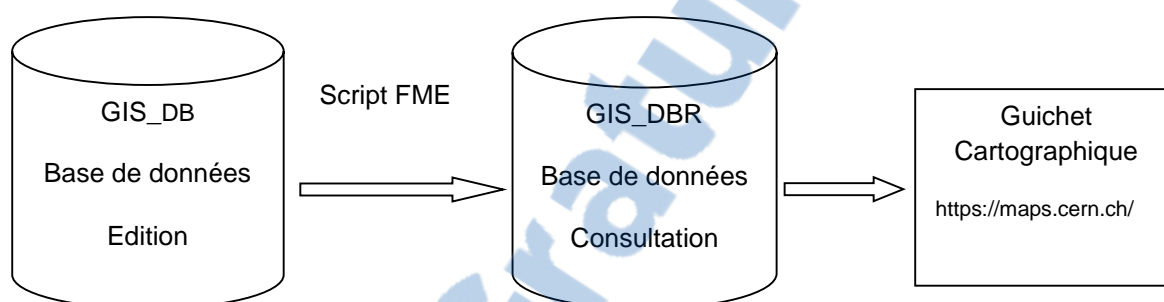 GIS_DB
Base de données
Edition
Script FME
GIS_DBR
Base de données
Consultation
Guichet
Cartographique
https://maps.cern.ch/